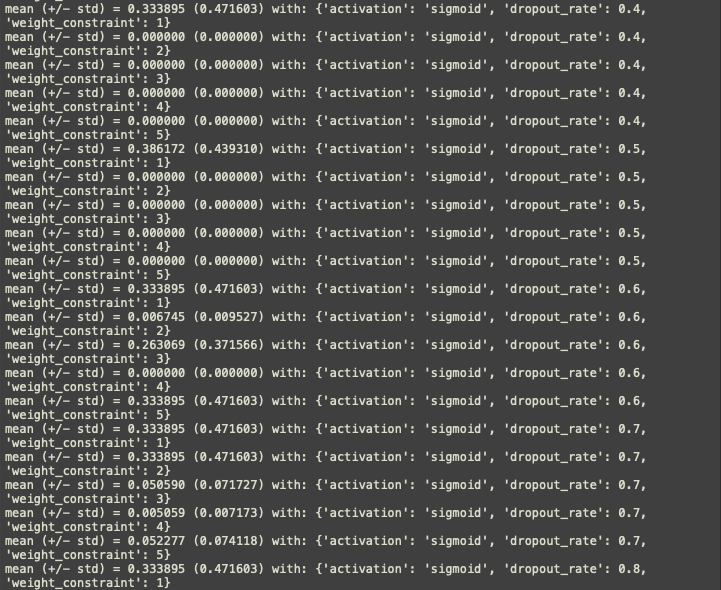 mean (+/- std) = 0.333895 (0.471603) with: {'activation': 'sigmoid', 'dropout_rate': 0.4,
'weight_constraint': 1}
mean (+/- std) = 0.000000 (0.000000) with: {'activation': 'sigmoid', 'dropout_rate': 0.4,
'weight_constraint': 2}
mean (+/- std) = 0.000000 (0.000000) with: {'activation': 'sigmoid', 'dropout_rate': 0.4,
'weight_constraint': 3}
mean (+/- std) = 0.000000 (0.000000) with: {'activation': 'sigmoid', 'dropout_rate': 0.4,
'weight_constraint': 4}
mean (+/- std) = 0.000000 (0.000000) with: {'activation': 'sigmoid', 'dropout_rate': 0.4,
'weight_constraint': 5}
mean (+/- std) = 0.386172 (0.439310) with: {'activation': 'sigmoid', 'dropout_rate': 0.5,
'weight_constraint': 1}
mean (+/- std) = 0.000000 (0.000000) with: {'activation': 'sigmoid', 'dropout_rate': 0.5,
'weight_constraint': 2}
mean (+/- std) = 0.000000 (0.000000) with: {'activation': 'sigmoid', 'dropout_rate': 0.5,
'weight_constraint': 3}
mean (+/- std) = 0.000000 (0.000000) with: {'activation': 'sigmoid', 'dropout_rate': 0.5,
'weight_constraint': 4}
mean (+/- std) = 0.000000 (0.000000) with: {'activation': 'sigmoid', 'dropout_rate': 0.5,
'weight_constraint': 5}
mean (+/- std) = 0.333895 (0.471603) with: {'activation': 'sigmoid', 'dropout_rate': 0.6,
'weight_constraint': 1}
mean (+/- std) = 0.006745 (0.009527) with: {'activation': 'sigmoid', 'dropout_rate': 0.6,
'weight_constraint': 2}
mean (+/- std) = 0.263069 (0.371566) with: {'activation': 'sigmoid', 'dropout_rate': 0.6,
'weight_constraint': 3}
mean (+/- std) = 0.000000 (0.000000) with: {'activation': 'sigmoid', 'dropout_rate': 0.6,
'weight_constraint': 4}
mean (+/- std) = 0.333895 (0.471603) with: {'activation': 'sigmoid', 'dropout_rate': 0.6,
'weight_constraint': 5}
mean (+/- std) = 0.333895 (0.471603) with: {'activation': 'sigmoid', 'dropout_rate': 0.7,
'weight_constraint': 1}
mean (+/- std) = 0.333895 (0.471603) with: {'activation': 'sigmoid', 'dropout_rate': 0.7,
'weight_constraint': 2}
mean (+/- std) = 0.050590 (0.071727) with: {'activation': 'sigmoid', 'dropout_rate': 0.7,
'weight_constraint': 3}
mean (+/- std) = 0.005059 (0.007173) with: {'activation': 'sigmoid', 'dropout_rate': 0.7,
'weight_constraint': 4}
mean (+/- std) = 0.052277 (0.074118) with: {'activation': 'sigmoid', 'dropout_rate': 0.7,
'weight_constraint': 5}
mean (+/- std) = 0.333895 (0.471603) with: {'activation': 'sigmoid', 'dropout_rate': 0.8,
'weight_constraint': 1}